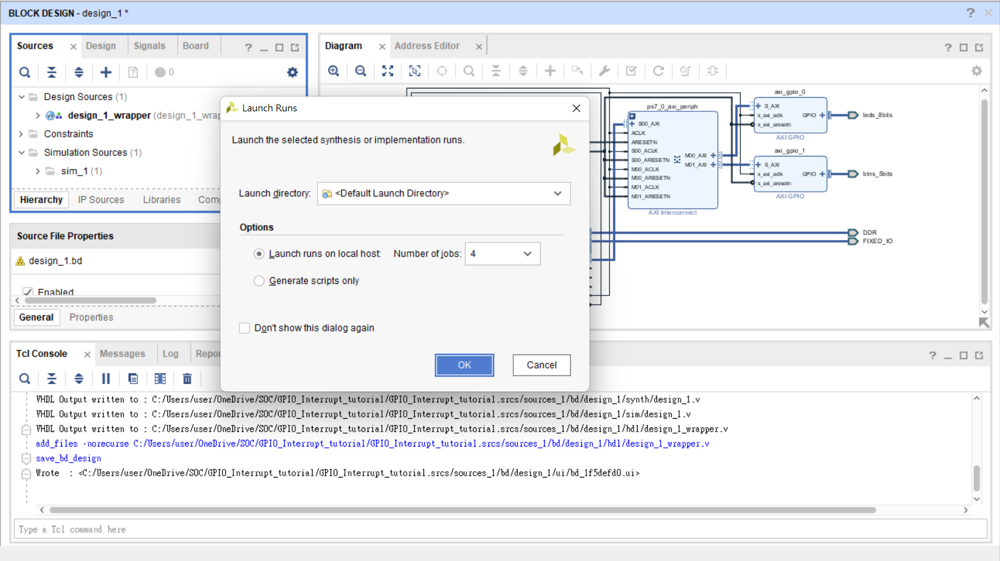 BLOCK DESIGN - design_1 *
Sources
Design
Signals
Board
0
Design Sources (1)
design_1_wrapper (design_1_wrap
Constraints
Simulation Sources (1)
sim_1 (1)
Hierarchy
IP Sources
Libraries
Comp
Source File Properties
design_1.bd
Enabled
General
Properties
Diagram
Address Editor
ps7_0_axi_periph
S00_AXI
ACLK
ARESETN
S00_ACLK
S00_ARESETN
M00_ACLK
M00_ARESETN
M01_ACLK
M01_ARESETN
M00_AXI
M01_AXI
AXI Interconnect
axi_gpio_0
S_AXI
s_axi_aclk
s_axi_aresetn
GPIO
AXI GPIO
leds_8bits
axi_gpio_1
S_AXI
s_axi_aclk
s_axi_aresetn
GPIO
AXI GPIO
btns_5bits
DDR
FIXED_IO
Launch Runs
Launch the selected synthesis or implementation runs.
Launch directory: <Default Launch Directory>
Options
Launch runs on local host: Number of jobs: 4
Generate scripts only
Don't show this dialog again
OK
Cancel
Tcl Console
Messages
Log
Repor
VHDL Output written to : C:/Users/user/OneDrive/SOC/GPIO_Interrupt_tutorial/GPIO_Interrupt_tutorial.srcs/sources_1/bd/design_1/synth/design_1.v
VHDL Output written to : C:/Users/user/OneDrive/SOC/GPIO_Interrupt_tutorial/GPIO_Interrupt_tutorial.srcs/sources_1/bd/design_1/sim/design_1.v
VHDL Output written to : C:/Users/user/OneDrive/SOC/GPIO_Interrupt_tutorial/GPIO_Interrupt_tutorial.srcs/sources_1/bd/design_1/hdl/design_1_wrapper.v
add_files -norecurse C:/Users/user/OneDrive/SOC/GPIO_Interrupt_tutorial/GPIO_Interrupt_tutorial.srcs/sources_1/bd/design_1/hdl/design_1_wrapper.v
save_bd_design
Wrote : <C:/Users/user/OneDrive/SOC/GPIO_Interrupt_tutorial/GPIO_Interrupt_tutorial.srcs/sources_1/bd/design_1/ui/bd_1f5defd0.ui>
Type a Tcl command here